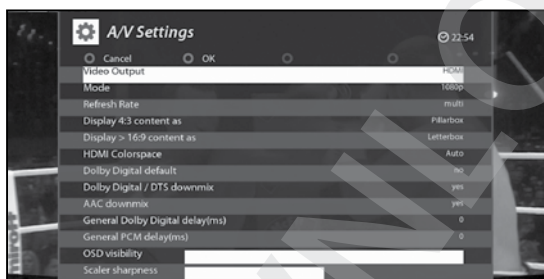 A/V Settings
22:54
Cancel OK
Video Output HDMI
Mode 1080p
Refresh Rate multi
Display 4:3 content as Pillarbox
Display > 16:9 content as Letterbox
HDMI Colorspace Auto
Dolby Digital default no
Dolby Digital / DTS downmix yes
AAC downmix yes
General Dolby Digital delay(ms) 0
General PCM delay(ms) 0
OSD visibility
Scaler sharpness